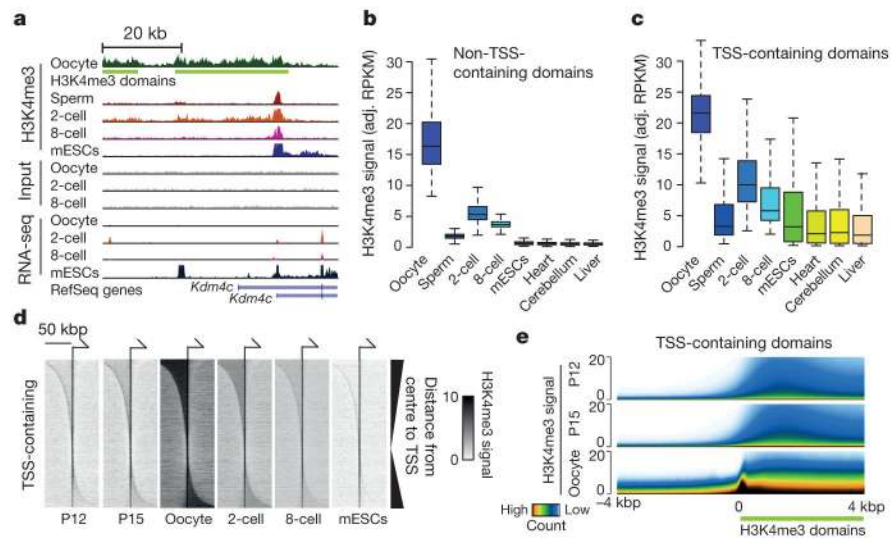 a
20 kb
Oocyte
H3K4me3 domains
Sperm
2-cell
8-cell
mESCs
H3K4me3
Oocyte
2-cell
8-cell
Input
Oocyte
2-cell
8-cell
mESCs
RNA-seq
RefSeq genes
Kdm4c
Kdm4c
b
Non-TSS-
containing domains
H3K4me3 signal (adj. RPKM)
30
25
20
15
10
5
0
Oocyte
Sperm
2-cell
8-cell
mESCs
Heart
Cerebellum
Liver
c
TSS-containing domains
H3K4me3 signal (adj. RPKM)
30
25
20
15
10
5
0
Oocyte
Sperm
2-cell
8-cell
mESCs
Heart
Cerebellum
Liver
d
50 kbp
TSS-containing
P12
P15
Oocyte
2-cell
8-cell
mESCs
Distance from
centre to TSS
10
0
H3K4me3 signal
e
TSS-containing domains
H3K4me3 signal
20
P12
0
20
P15
0
20
Oocyte
0
−4 kbp
0
4 kbp
High
Low
Count
H3K4me3 domains